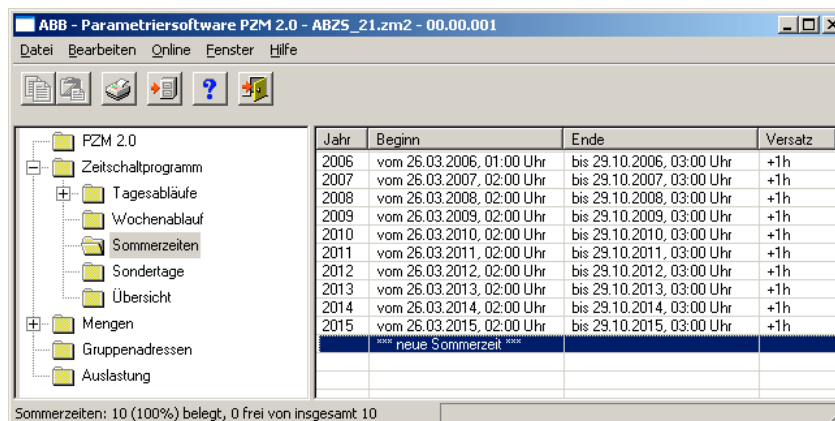 ABB - Parametriersoftware PZM 2.0 - ABZS_21.zm2 - 00.00.001
Datei Bearbeiten Online Fenster Hilfe
PZM 2.0
Zeitschaltprogramm
Tagesabläufe
Wochenablauf
Sommerzeiten
Sondertage
Übersicht
Mengen
Gruppenadressen
Auslastung
Jahr Beginn Ende Versatz
2006 vom 26.03.2006, 01:00 Uhr bis 29.10.2006, 03:00 Uhr +1h
2007 vom 26.03.2007, 02:00 Uhr bis 29.10.2007, 03:00 Uhr +1h
2008 vom 26.03.2008, 02:00 Uhr bis 29.10.2008, 03:00 Uhr +1h
2009 vom 26.03.2009, 02:00 Uhr bis 29.10.2009, 03:00 Uhr +1h
2010 vom 26.03.2010, 02:00 Uhr bis 29.10.2010, 03:00 Uhr +1h
2011 vom 26.03.2011, 02:00 Uhr bis 29.10.2011, 03:00 Uhr +1h
2012 vom 26.03.2012, 02:00 Uhr bis 29.10.2012, 03:00 Uhr +1h
2013 vom 26.03.2013, 02:00 Uhr bis 29.10.2013, 03:00 Uhr +1h
2014 vom 26.03.2014, 02:00 Uhr bis 29.10.2014, 03:00 Uhr +1h
2015 vom 26.03.2015, 02:00 Uhr bis 29.10.2015, 03:00 Uhr +1h
*** neue Sommerzeit ***
Sommerzeiten: 10 (100%) belegt, 0 frei von insgesamt 10